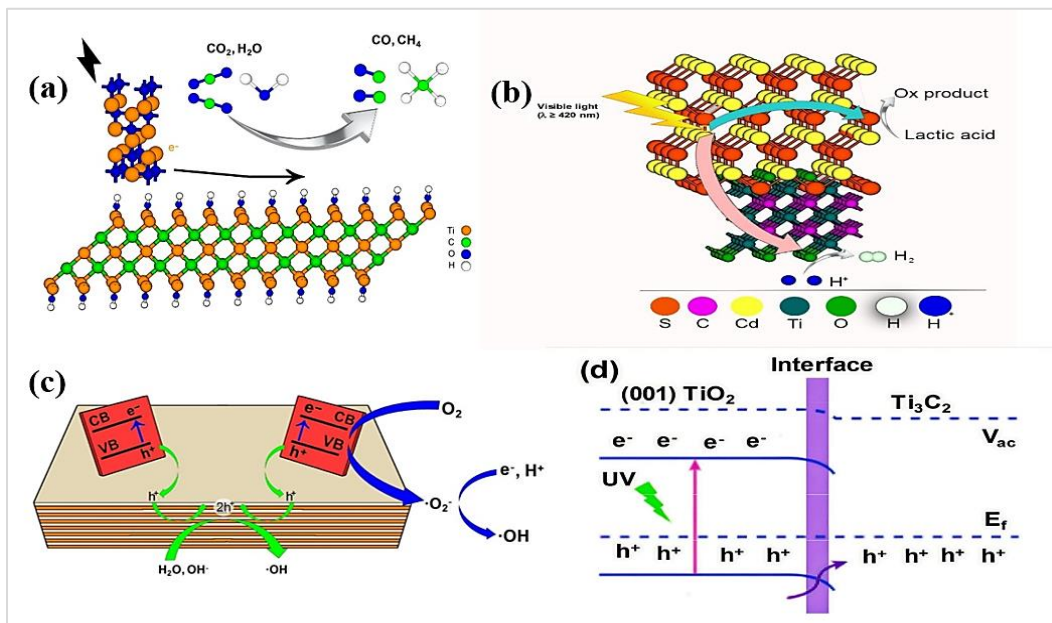 (a)
CO₂, H₂O
CO, CH₄
e⁻
Ti
C
O
H
(b)
Visible light
(λ ≥ 420 nm)
Ox product
Lactic acid
H₂
H⁺
S C Cd Ti O H H⁺
(c)
CB e⁻
VB
h⁺
e⁻ CB
VB
h⁺
O₂
e⁻, H⁺
·O₂⁻
·OH
h⁺
2h⁺
h⁺
H₂O, OH⁻
·OH
(d)
Interface
(001) TiO₂
Ti₃C₂
e⁻ e⁻ e⁻ e⁻
Vac
UV
Ef
h⁺ h⁺ h⁺ h⁺
h⁺ h⁺ h⁺ h⁺